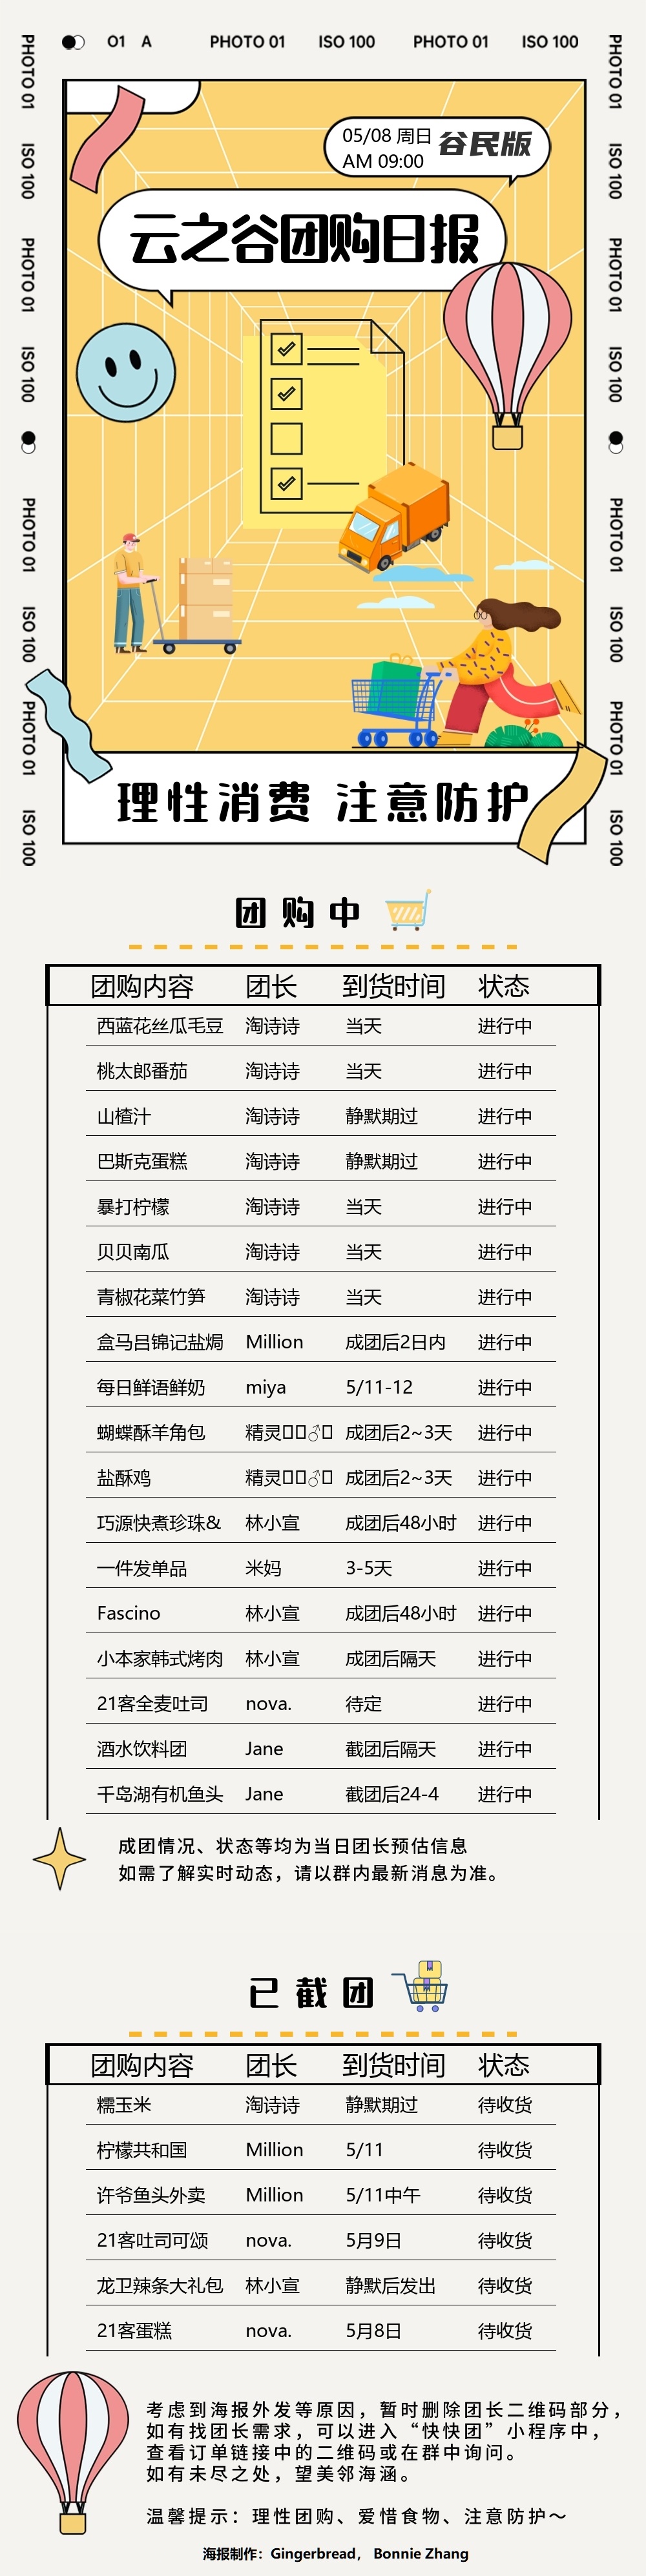 01 A PHOTO 01 ISO 100 PHOTO 01 ISO 100
PHOTO 01 ISO 100 PHOTO 01 ISO 100 PHOTO 01 ISO 100 PHOTO 01 ISO 100
PHOTO 01 ISO 100 PHOTO 01 ISO 100 PHOTO 01 ISO 100 PHOTO 01 ISO 100
05/08 周日
AM 09:00
谷民版
云之谷团购日报
理性消费 注意防护
团购中
团购内容 团长 到货时间 状态
西蓝花丝瓜毛豆 淘诗诗 当天 进行中
桃太郎番茄 淘诗诗 当天 进行中
山楂汁 淘诗诗 静默期过 进行中
巴斯克蛋糕 淘诗诗 静默期过 进行中
暴打柠檬 淘诗诗 当天 进行中
贝贝南瓜 淘诗诗 当天 进行中
青椒花菜竹笋 淘诗诗 当天 进行中
盒马吕锦记盐焗 Million 成团后2日内 进行中
每日鲜语鲜奶 miya 5/11-12 进行中
蝴蝶酥羊角包 精灵□□♂□ 成团后2~3天 进行中
盐酥鸡 精灵□□♂□ 成团后2~3天 进行中
巧源快煮珍珠& 林小宣 成团后48小时 进行中
一件发单品 米妈 3-5天 进行中
Fascino 林小宣 成团后48小时 进行中
小本家韩式烤肉 林小宣 成团后隔天 进行中
21客全麦吐司 nova. 待定 进行中
酒水饮料团 Jane 截团后隔天 进行中
千岛湖有机鱼头 Jane 截团后24-4 进行中
成团情况、状态等均为当日团长预估信息
如需了解实时动态，请以群内最新消息为准。
已截团
团购内容 团长 到货时间 状态
糯玉米 淘诗诗 静默期过 待收货
柠檬共和国 Million 5/11 待收货
许爷鱼头外卖 Million 5/11中午 待收货
21客吐司可颂 nova. 5月9日 待收货
龙卫辣条大礼包 林小宣 静默后发出 待收货
21客蛋糕 nova. 5月8日 待收货
考虑到海报外发等原因，暂时删除团长二维码部分，
如有找团长需求，可以进入“快快团”小程序中，
查看订单链接中的二维码或在群中询问。
如有未尽之处，望美邻海涵。
温馨提示：理性团购、爱惜食物、注意防护～
海报制作：Gingerbread， Bonnie Zhang